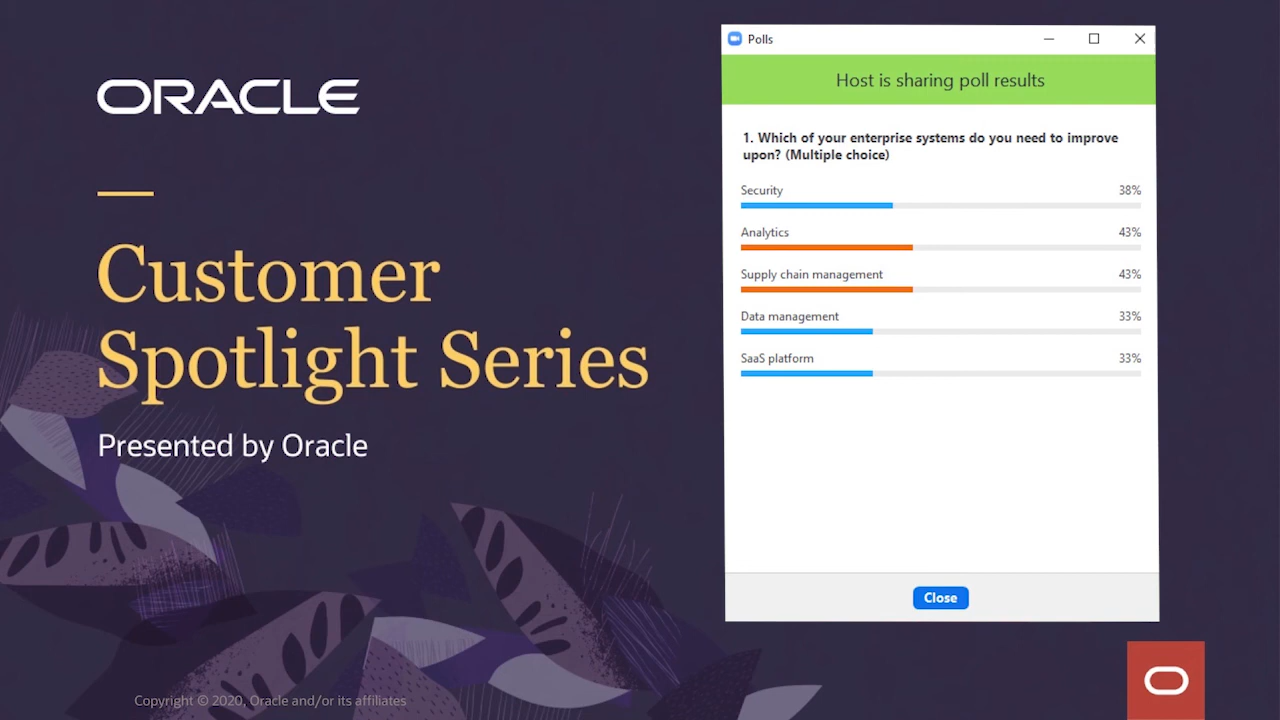 ORACLE
Customer
Spotlight Series
Presented by Oracle
Copyright © 2020, Oracle and/or its affiliates
Polls
Host is sharing poll results
1. Which of your enterprise systems do you need to improve
upon? (Multiple choice)
Security 38%
Analytics 43%
Supply chain management 43%
Data management 33%
SaaS platform 33%
Close